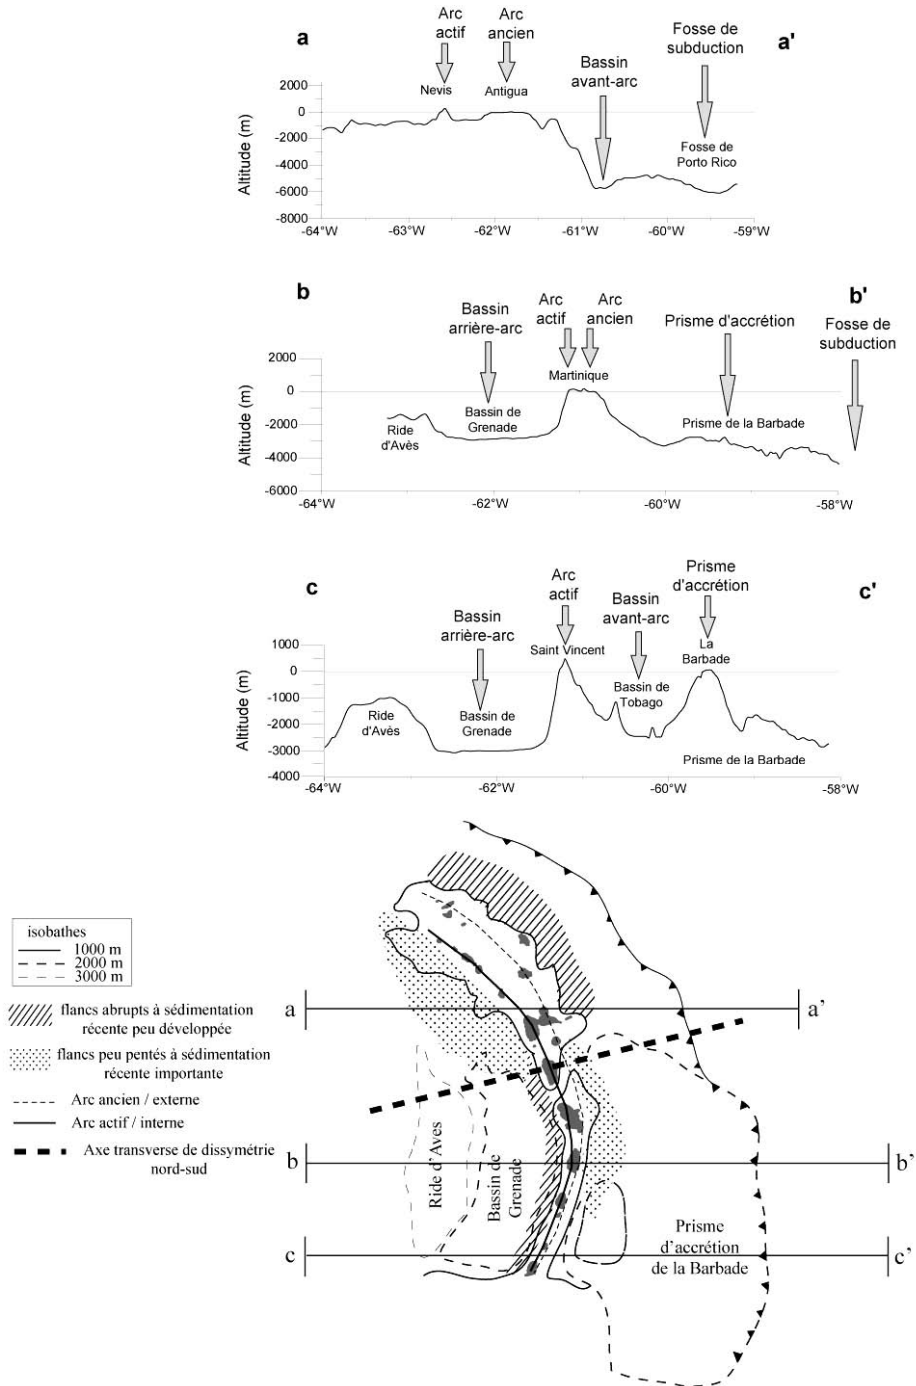 a
Arc
actif
Arc
ancien
Fosse de
subduction
a'
Bassin
avant-arc
Nevis
Antigua
Fosse de
Porto Rico
Altitude (m)
2000
0
-2000
-4000
-6000
-8000
-64°W
-63°W
-62°W
-61°W
-60°W
-59°W
b
Bassin
arrière-arc
Arc
actif
Arc
ancien
Prisme d'accrétion
b'
Fosse de
subduction
Martinique
Ride
d'Avès
Bassin de
Grenade
Prisme de la Barbade
Altitude (m)
2000
0
-2000
-4000
-6000
-64°W
-62°W
-60°W
-58°W
c
Bassin
arrière-arc
Arc
actif
Bassin
avant-arc
Prisme
d'accrétion
c'
Saint Vincent
La
Barbade
Ride
d'Avès
Bassin de
Grenade
Bassin de
Tobago
Prisme de la Barbade
Altitude (m)
1000
0
-1000
-2000
-3000
-4000
-64°W
-62°W
-60°W
-58°W
isobathes
1000 m
2000 m
3000 m
flancs abrupts à sédimentation
récente peu développée
flancs peu pentés à sédimentation
récente importante
Arc ancien / externe
Arc actif / interne
Axe transverse de dissymétrie
nord-sud
a
a'
b
b'
c
c'
Ride d'Aves
Bassin de
Grenade
Prisme
d'accrétion
de la Barbade